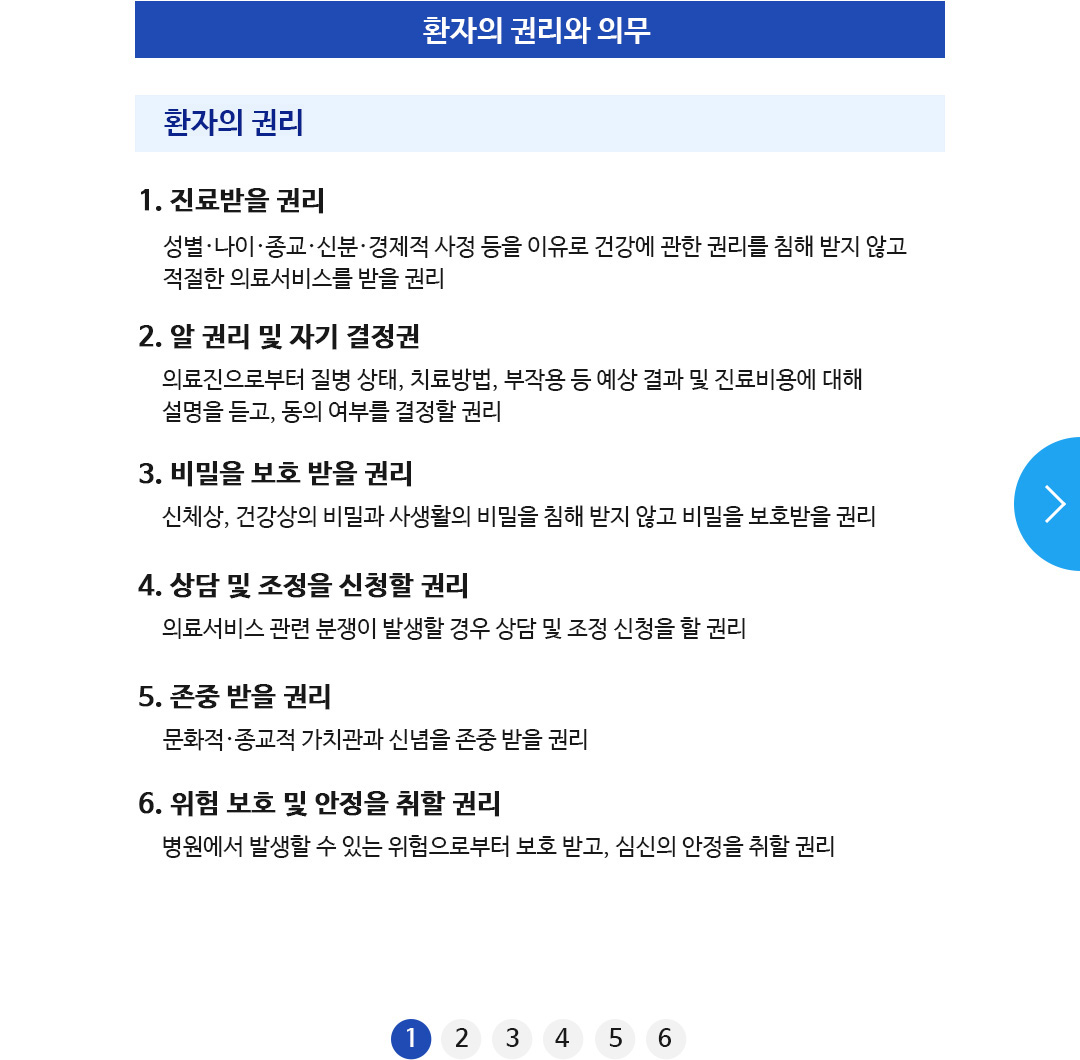 환자의 권리와 의무
환자의 권리
1. 진료받을 권리
성별·나이·종교·신분·경제적 사정 등을 이유로 건강에 관한 권리를 침해 받지 않고
적절한 의료서비스를 받을 권리
2. 알 권리 및 자기 결정권
의료진으로부터 질병 상태, 치료방법, 부작용 등 예상 결과 및 진료비용에 대해
설명을 듣고, 동의 여부를 결정할 권리
3. 비밀을 보호 받을 권리
신체상, 건강상의 비밀과 사생활의 비밀을 침해 받지 않고 비밀을 보호받을 권리
4. 상담 및 조정을 신청할 권리
의료서비스 관련 분쟁이 발생할 경우 상담 및 조정 신청을 할 권리
5. 존중 받을 권리
문화적·종교적 가치관과 신념을 존중 받을 권리
6. 위험 보호 및 안정을 취할 권리
병원에서 발생할 수 있는 위험으로부터 보호 받고, 심신의 안정을 취할 권리
1 2 3 4 5 6